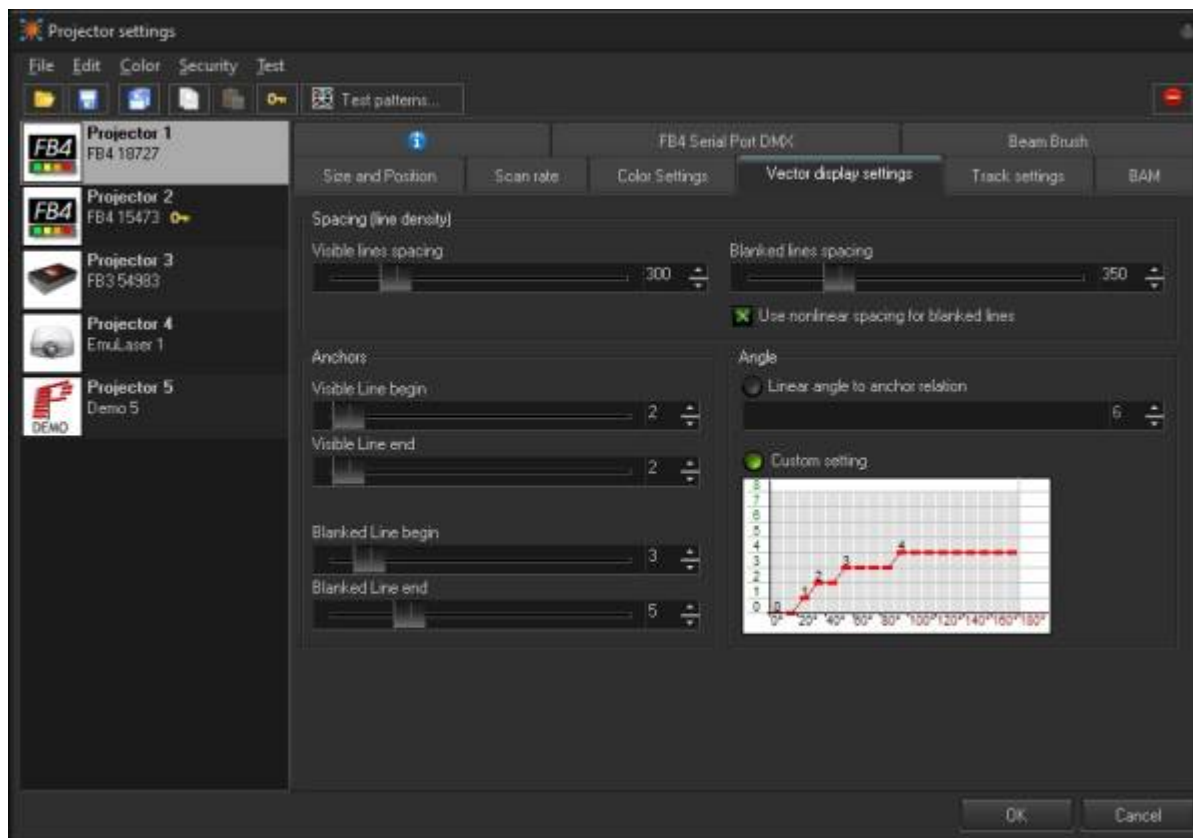 Projector settings
File Edit Color Security Test
Test patterns...
FB4
Projector 1
FB4 18727
FB4
Projector 2
FB4 15473
Projector 3
FB3 54983
Projector 4
EmuLaser 1
DEMO
Projector 5
Demo 5
FB4 Serial Port DMX Beam Brush
Size and Position Scan rate Color Settings Vector display settings Track settings BAM
Spacing (line density)
Visible lines spacing
300
Blanked lines spacing
350
Use nonlinear spacing for blanked lines
Anchors
Visible Line begin
2
Visible Line end
2
Blanked Line begin
3
Blanked Line end
5
Angle
Linear angle to anchor relation
6
Custom setting
8
7
6
5
4
3
2
1
0
0 1 2 3 4
0° 20° 40° 60° 80° 100° 120° 140° 160° 180°
OK Cancel